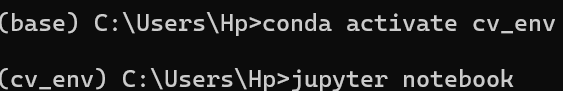 (base) C:\Users\Hp>conda activate cv_env
(cv_env) C:\Users\Hp>jupyter notebook